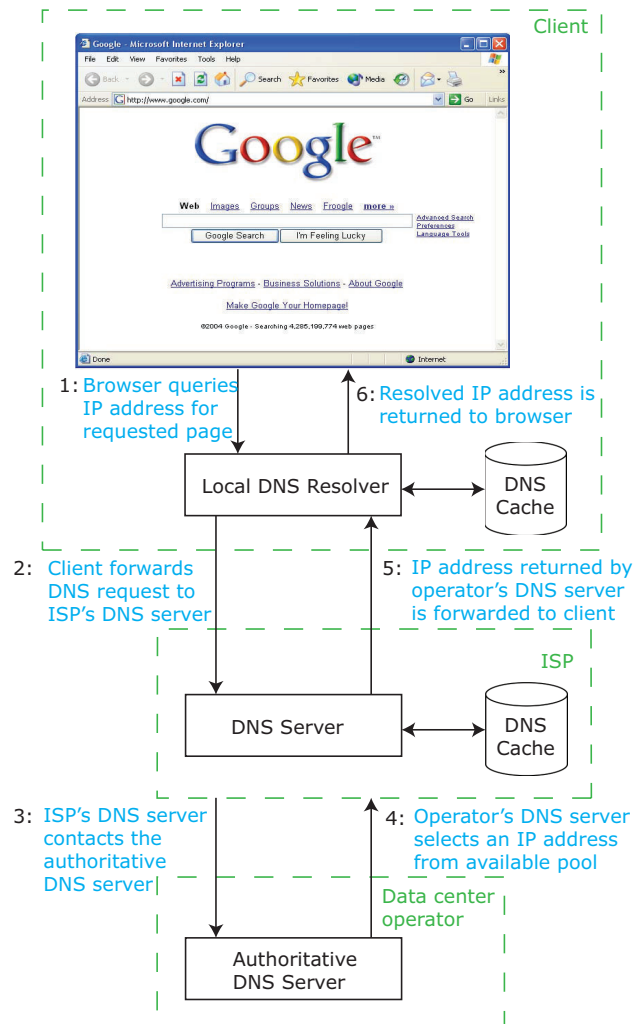 Client
Google - Microsoft Internet Explorer
File Edit View Favorites Tools Help
Back Search Favorites Media »
Address http://www.google.com/ Go Links
Google™
Web Images Groups News Froogle more »
Advanced Search
Preferences
Language Tools
Google Search I'm Feeling Lucky
Advertising Programs - Business Solutions - About Google
Make Google Your Homepage!
©2004 Google - Searching 4,285,199,774 web pages
Done Internet
1: Browser queries
IP address for
requested page
6: Resolved IP address is
returned to browser
Local DNS Resolver
DNS
Cache
2: Client forwards
DNS request to
ISP's DNS server
5: IP address returned by
operator's DNS server
is forwarded to client
ISP
DNS Server
DNS
Cache
3: ISP's DNS server
contacts the
authoritative
DNS server
4: Operator's DNS server
selects an IP address
from available pool
Data center
operator
Authoritative
DNS Server